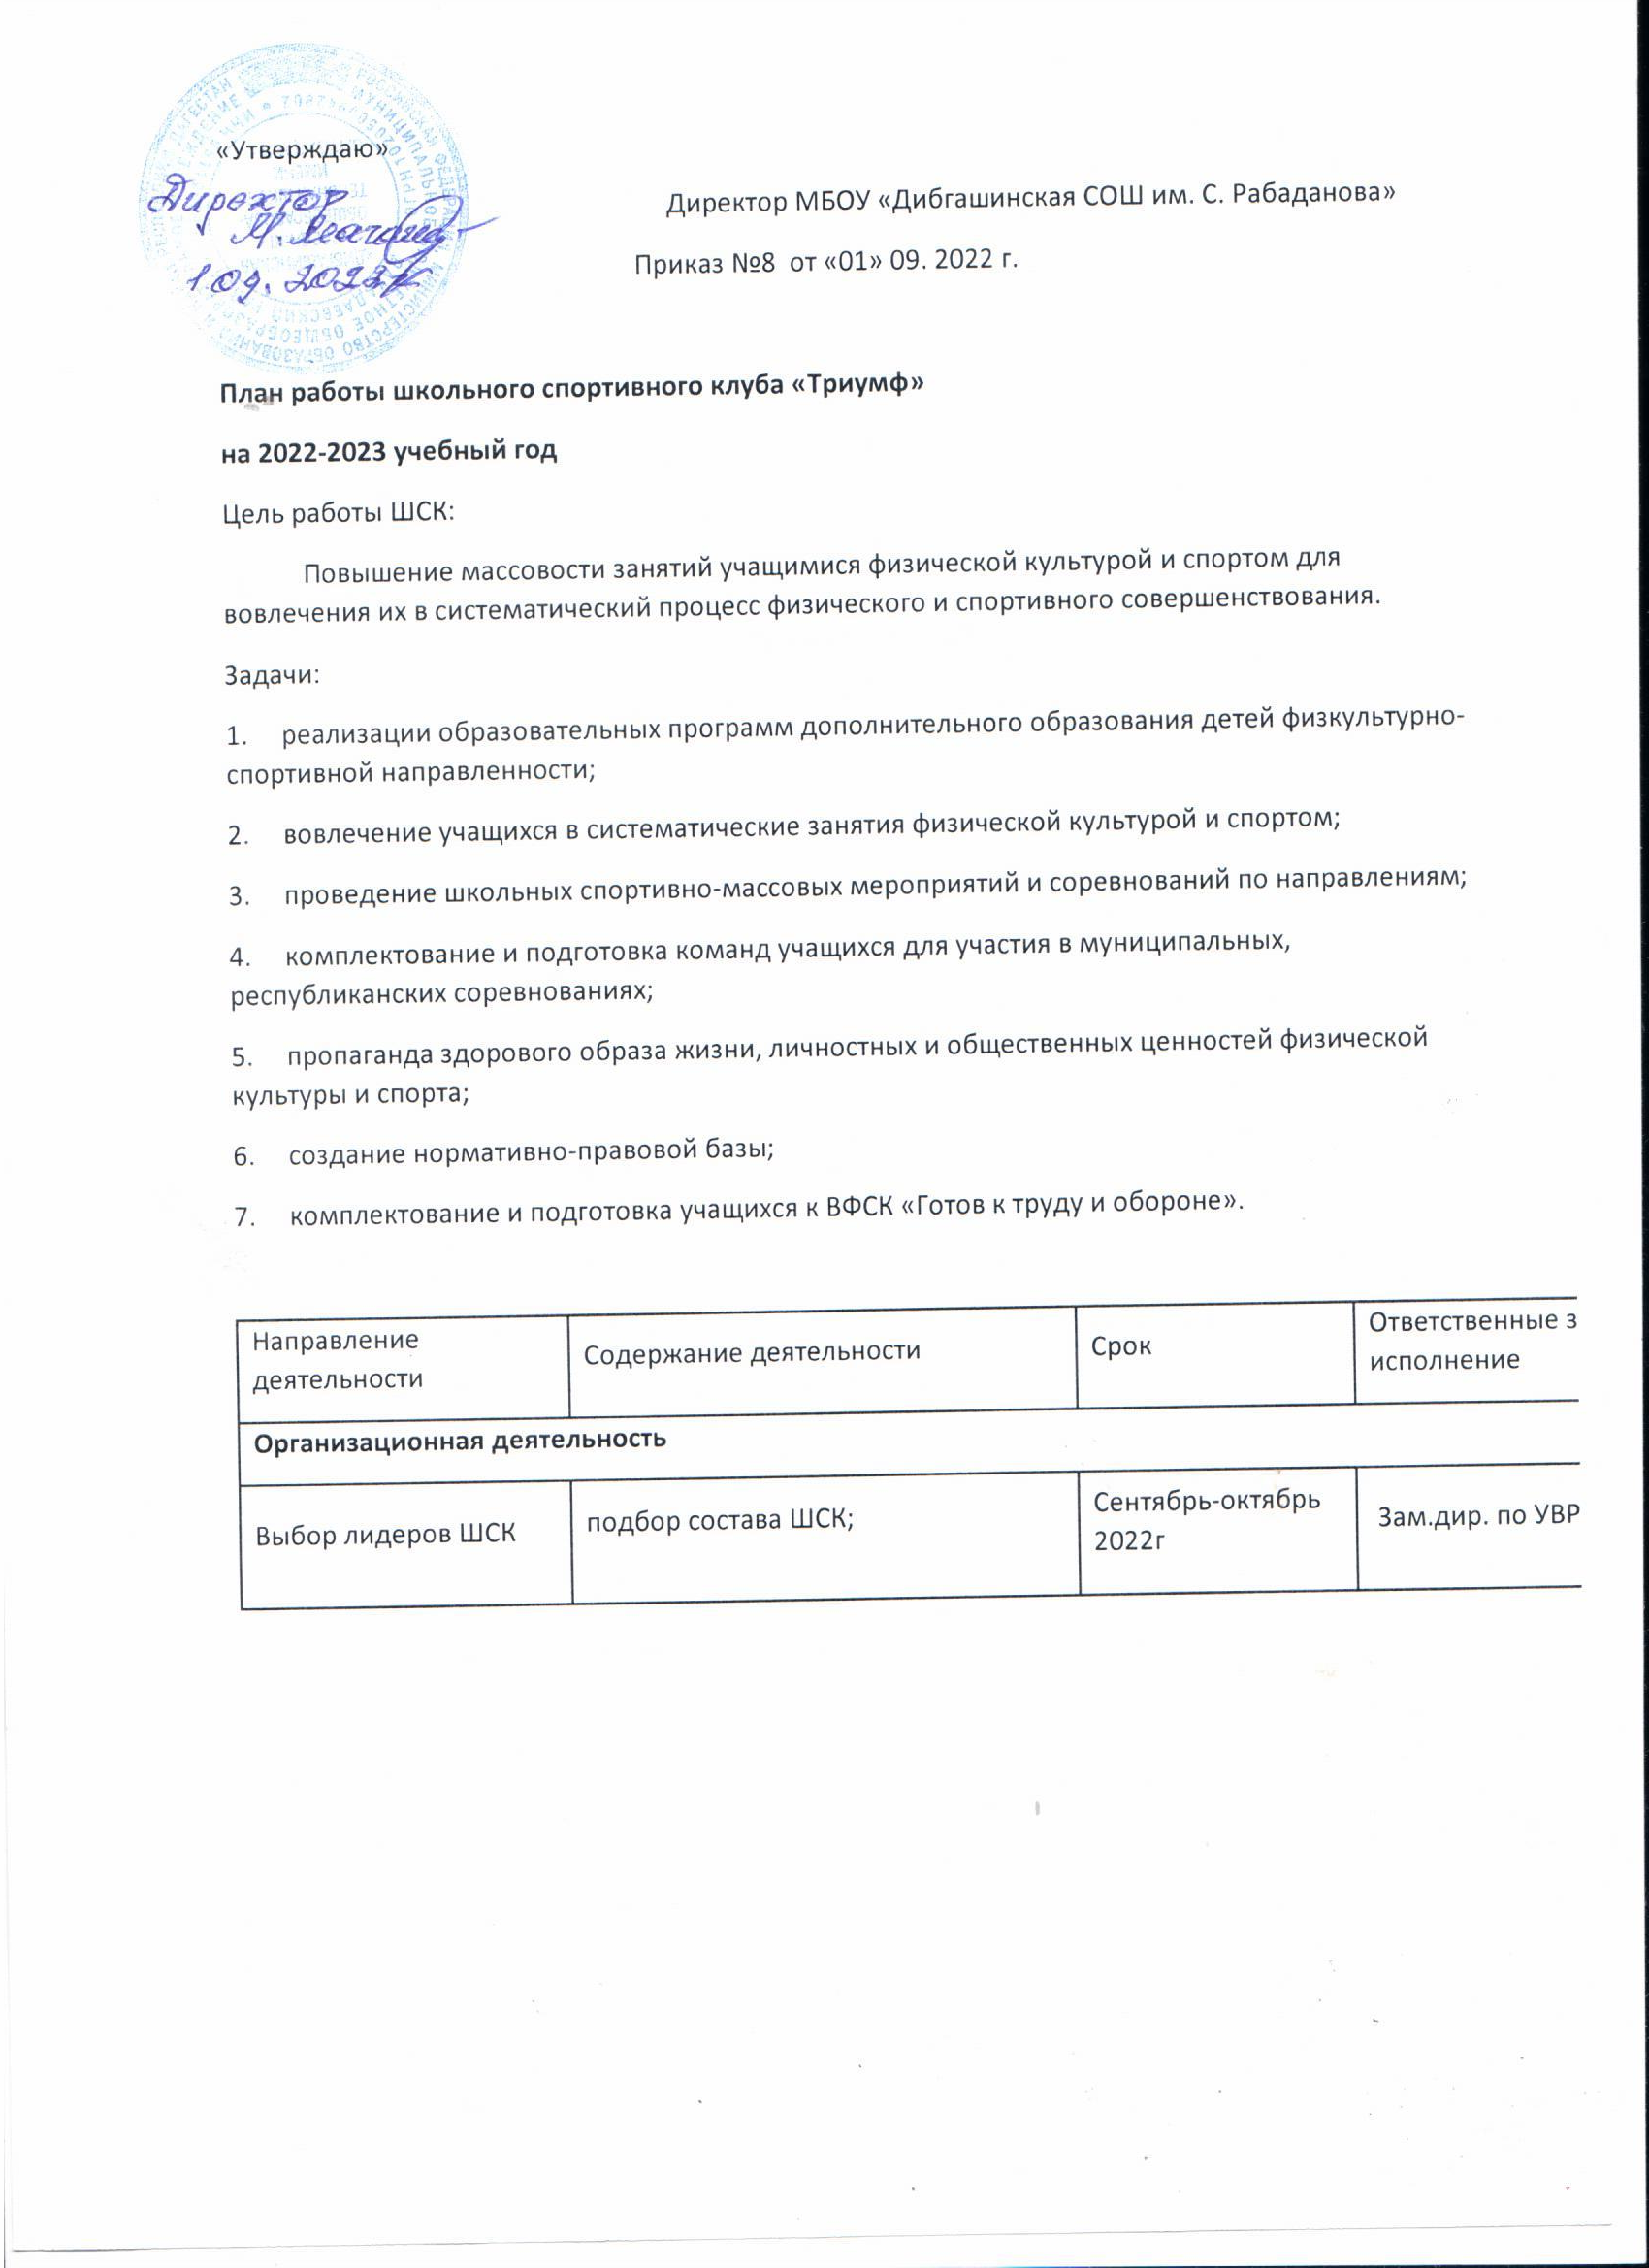 «Утверждаю»
Директор
1.09.2022г
Директор МБОУ «Дибгашинская СОШ им. С. Рабаданова»
Приказ №8 от «01» 09. 2022 г.
План работы школьного спортивного клуба «Триумф»
на 2022-2023 учебный год
Цель работы ШСК:
Повышение массовости занятий учащимися физической культурой и спортом для
вовлечения их в систематический процесс физического и спортивного совершенствования.
Задачи:
1. реализации образовательных программ дополнительного образования детей физкультурно-
спортивной направленности;
2. вовлечение учащихся в систематические занятия физической культурой и спортом;
3. проведение школьных спортивно-массовых мероприятий и соревнований по направлениям;
4. комплектование и подготовка команд учащихся для участия в муниципальных,
республиканских соревнованиях;
5. пропаганда здорового образа жизни, личностных и общественных ценностей физической
культуры и спорта;
6. создание нормативно-правовой базы;
7. комплектование и подготовка учащихся к ВФСК «Готов к труду и обороне».
Направление
деятельности
Содержание деятельности
Срок
Ответственные з
исполнение
Организационная деятельность
Выбор лидеров ШСК
подбор состава ШСК;
Сентябрь-октябрь
2022г
Зам.дир. по УВР